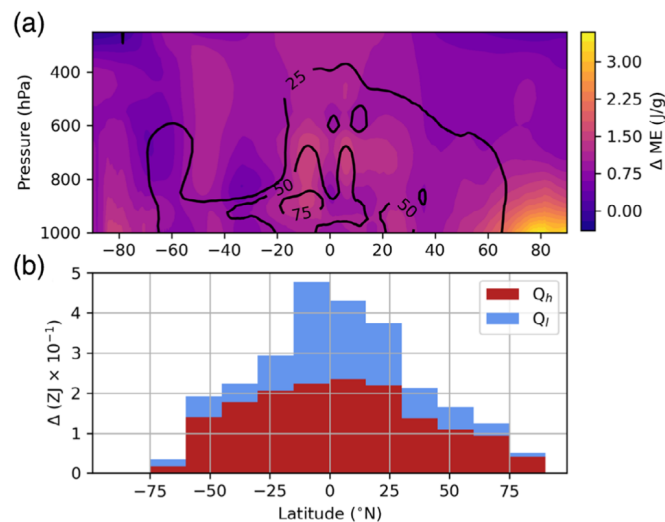 (a)
400
600
800
1000
Pressure (hPa)
25
50
75
50
−80 −60 −40 −20 0 20 40 60 80
3.00
2.25
1.50
0.75
0.00
Δ ME (J/g)
(b)
5
4
3
2
1
0
Δ (ZJ × 10⁻¹)
Qₕ
Qₗ
−75 −50 −25 0 25 50 75
Latitude (°N)